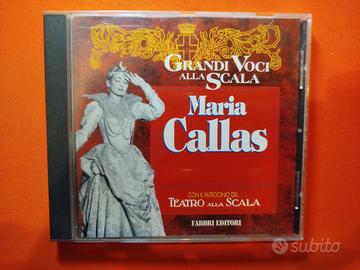 GRANDI VOCI
ALLA SCALA
Maria
Callas
CON IL PATROCINIO DEL
TEATRO ALLA SCALA
FABBRI EDITORI
subito